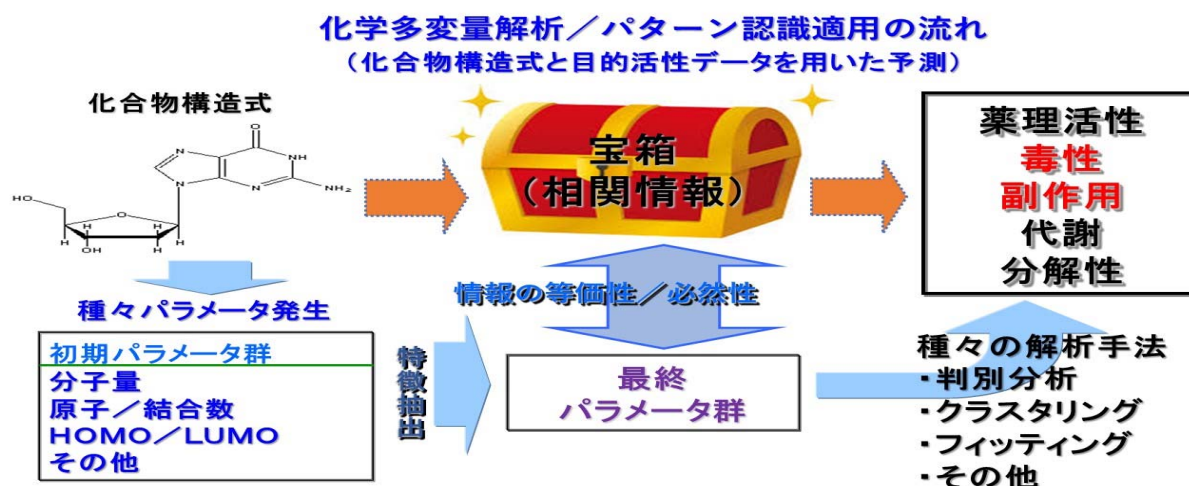 化学多変量解析／パターン認識適用の流れ
（化合物構造式と目的活性データを用いた予測）
化合物構造式
O
N
NH
N
N
NH₂
HO
O
H
H
H
H
OH
宝箱
（相関情報）
薬理活性
毒性
副作用
代謝
分解性
種々パラメータ発生
初期パラメータ群
分子量
原子／結合数
HOMO／LUMO
その他
特徴抽出
情報の等価性／必然性
最終
パラメータ群
種々の解析手法
・判別分析
・クラスタリング
・フィッティング
・その他